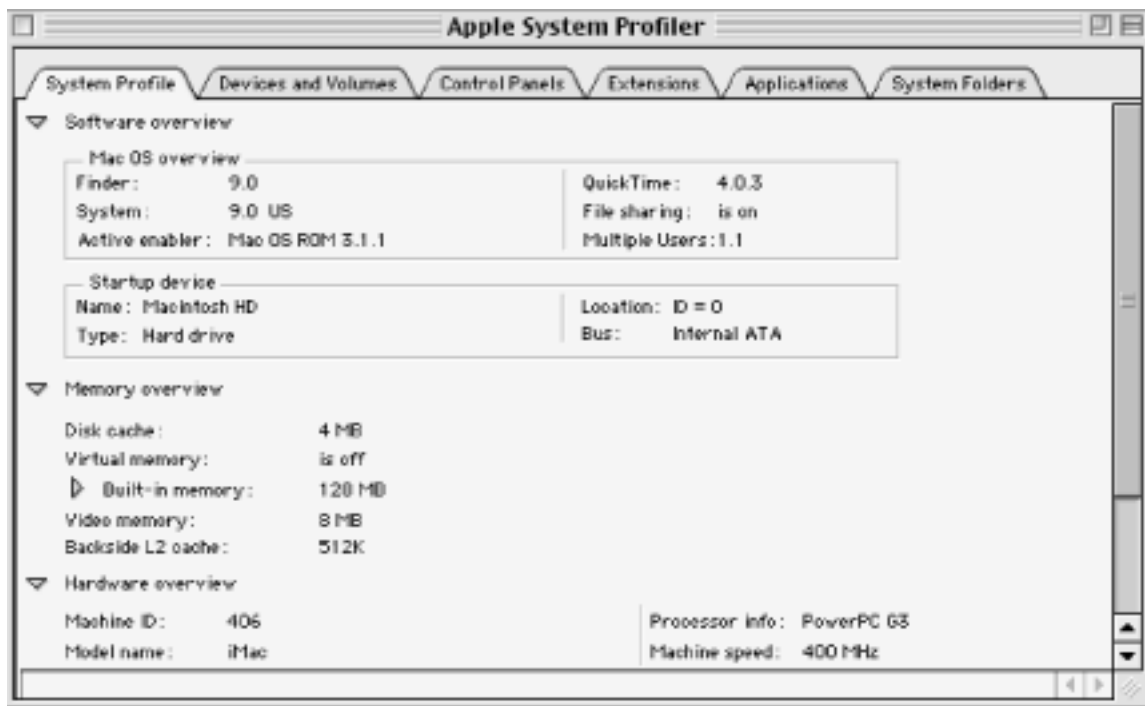 Apple System Profiler
System Profile Devices and Volumes Control Panels Extensions Applications System Folders
Software overview
Mac OS overview
Finder: 9.0 QuickTime: 4.0.3
System: 9.0 US File sharing: is on
Active enabler: Mac OS ROM 3.1.1 Multiple Users: 1.1
Startup device
Name: Macintosh HD Location: ID = 0
Type: Hard drive Bus: Internal ATA
Memory overview
Disk cache: 4 MB
Virtual memory: is off
Built-in memory: 128 MB
Video memory: 8 MB
Backside L2 cache: 512K
Hardware overview
Machine ID: 406 Processor info: PowerPC G3
Model name: iMac Machine speed: 400 MHz